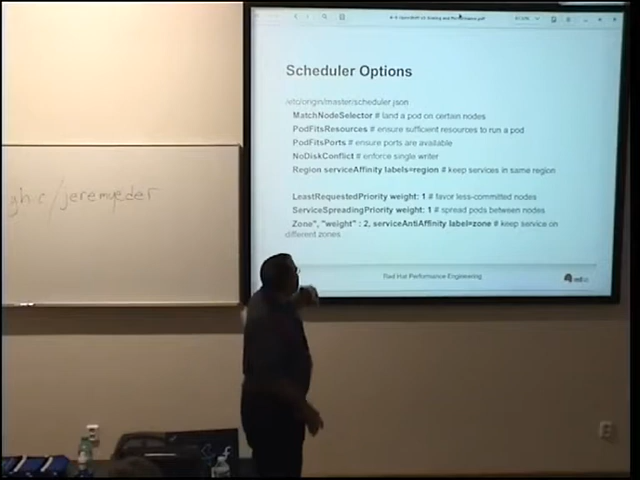 Scheduler Options
/etc/origin/master/scheduler.json
MatchNodeSelector # land a pod on certain nodes
PodFitsResources # ensure sufficient resources to run a pod
PodFitsPorts # ensure ports are available
NoDiskConflict # enforce single writer
Region serviceAffinity labels=region # keep services in same region
LeastRequestedPriority weight: 1 # favor less-committed nodes
ServiceSpreadingPriority weight: 1 # spread pods between nodes
Zone", "weight" : 2, serviceAntiAffinity label=zone # keep service on
different zones
Red Hat Performance Engineering
gh.c/jeremyeder